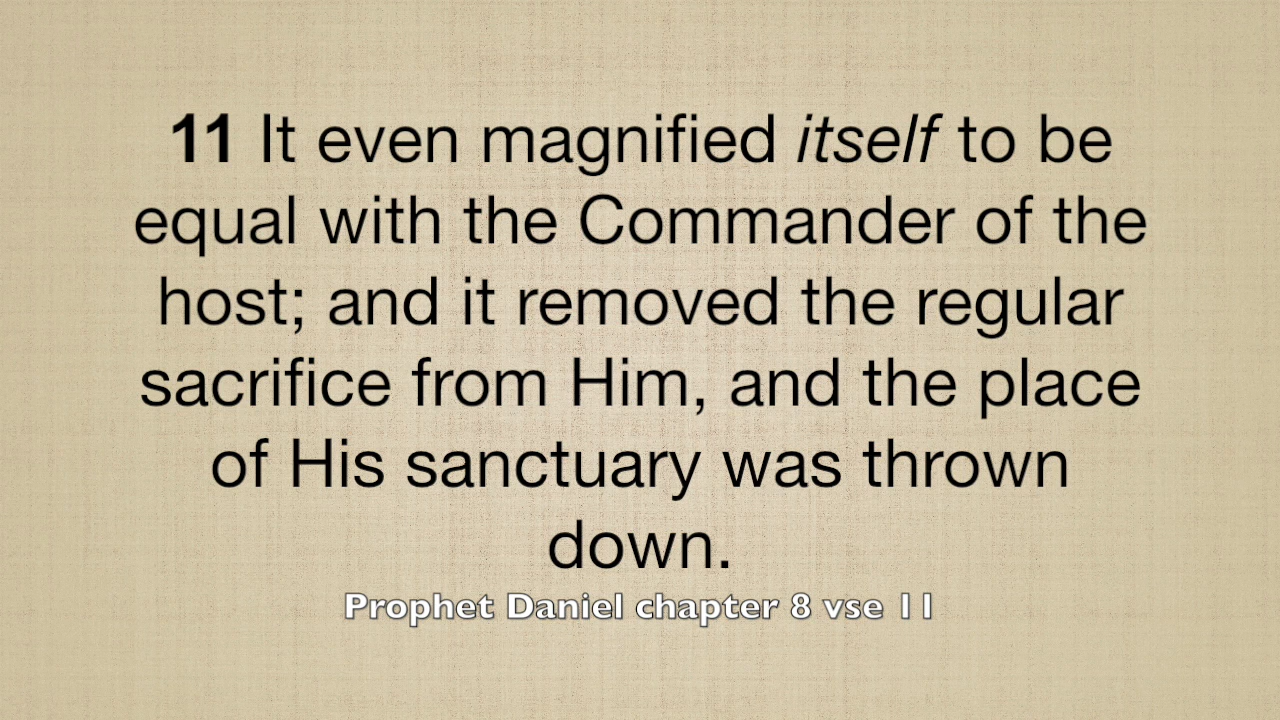 11 It even magnified itself to be
equal with the Commander of the
host; and it removed the regular
sacrifice from Him, and the place
of His sanctuary was thrown
down.
Prophet Daniel chapter 8 vse 11